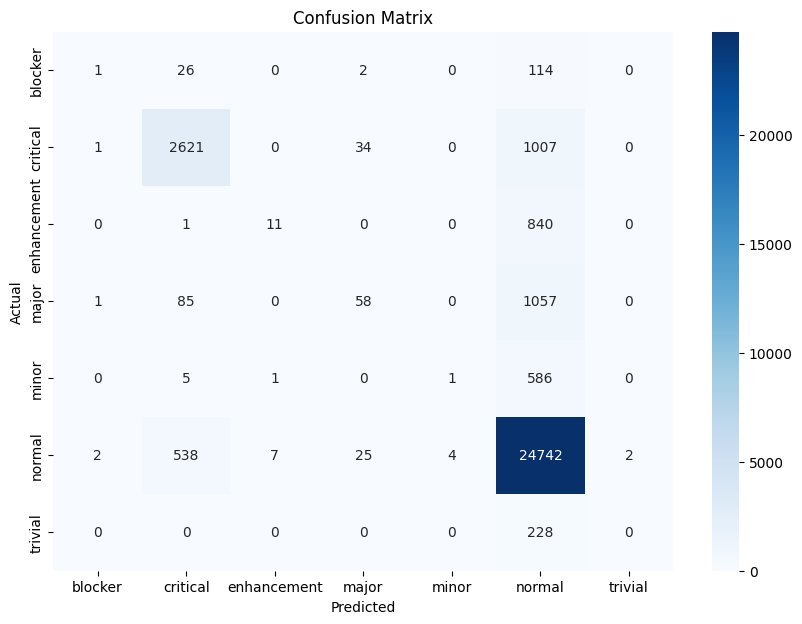 Confusion Matrix
Actual
blocker 1 26 0 2 0 114 0
critical 1 2621 0 34 0 1007 0
enhancement 0 1 11 0 0 840 0
major 1 85 0 58 0 1057 0
minor 0 5 1 0 1 586 0
normal 2 538 7 25 4 24742 2
trivial 0 0 0 0 0 228 0
blocker critical enhancement major minor normal trivial
Predicted
20000
15000
10000
5000
0